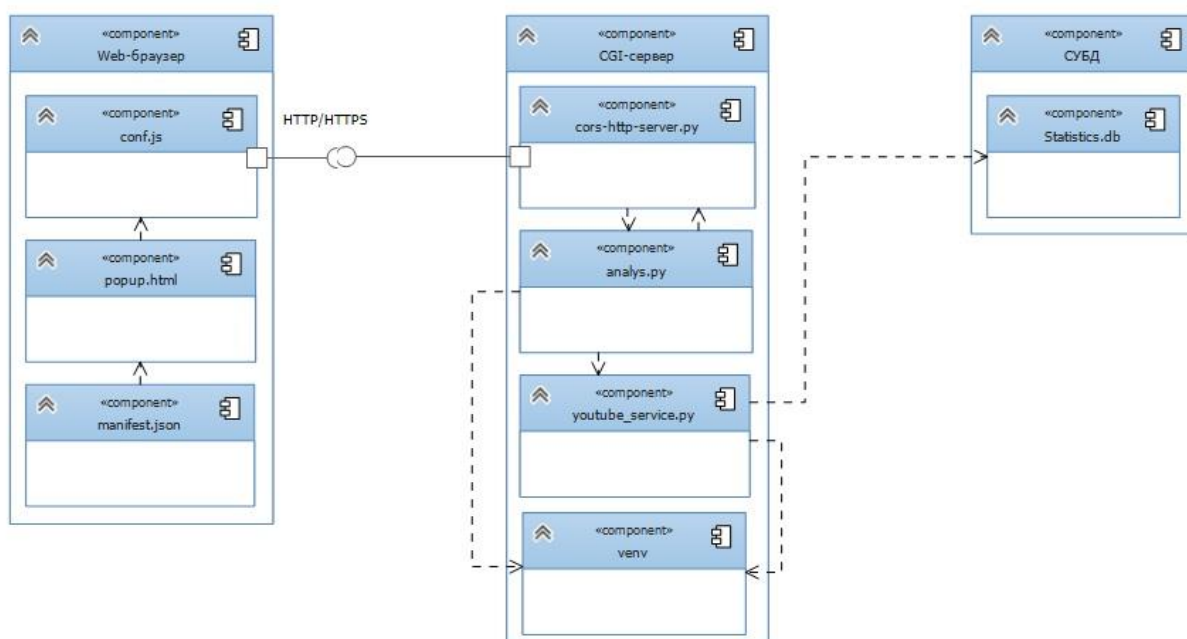 «component»
Web-браузер
«component»
conf.js
«component»
popup.html
«component»
manifest.json
HTTP/HTTPS
«component»
CGI-сервер
«component»
cors-http-server.py
«component»
analys.py
«component»
youtube_service.py
«component»
venv
«component»
СУБД
«component»
Statistics.db